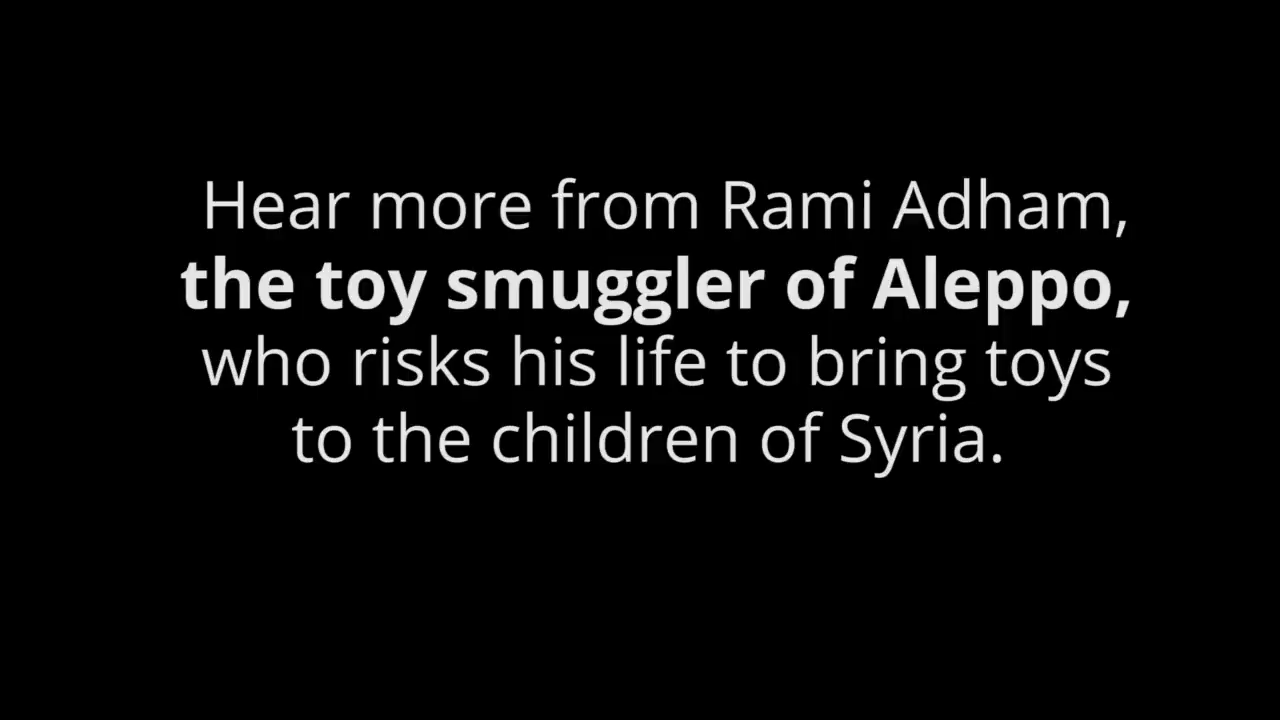 Hear more from Rami Adham,
the toy smuggler of Aleppo,
who risks his life to bring toys
to the children of Syria.